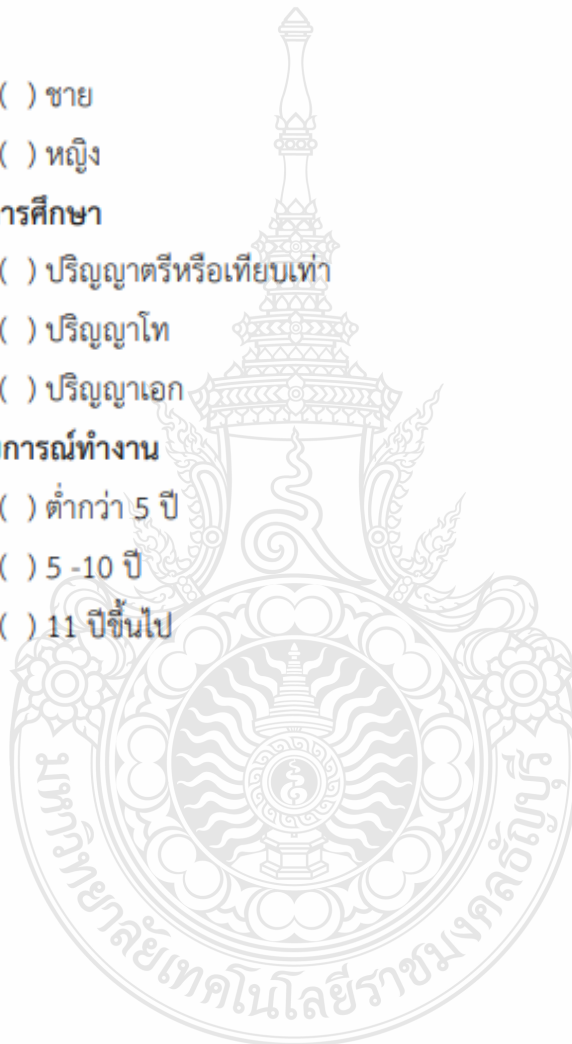 ( ) ชาย
( ) หญิง
ารศึกษา
( ) ปริญญาตรีหรือเทียบเท่า
( ) ปริญญาโท
( ) ปริญญาเอก
การณ์ทำงาน
( ) ต่ำกว่า 5 ปี
( ) 5 -10 ปี
( ) 11 ปีขึ้นไป
มหาวิทยาลัยเทคโนโลยีราชมงคลธัญบุรี